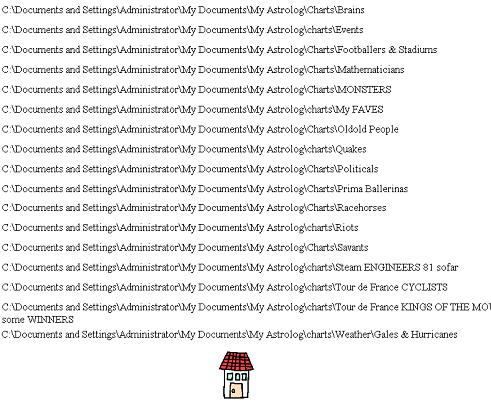 C:\Documents and Settings\Administrator\My Documents\My Astrolog\Charts\Brains
C:\Documents and Settings\Administrator\My Documents\My Astrolog\charts\Events
C:\Documents and Settings\Administrator\My Documents\My Astrolog\Charts\Footballers & Stadiums
C:\Documents and Settings\Administrator\My Documents\My Astrolog\Charts\Mathematicians
C:\Documents and Settings\Administrator\My Documents\My Astrolog\Charts\MONSTERS
C:\Documents and Settings\Administrator\My Documents\My Astrolog\charts\My FAVES
C:\Documents and Settings\Administrator\My Documents\My Astrolog\Charts\Oldold People
C:\Documents and Settings\Administrator\My Documents\My Astrolog\charts\Quakes
C:\Documents and Settings\Administrator\My Documents\My Astrolog\Charts\Politicals
C:\Documents and Settings\Administrator\My Documents\My Astrolog\Charts\Prima Ballerinas
C:\Documents and Settings\Administrator\My Documents\My Astrolog\Charts\Racehorses
C:\Documents and Settings\Administrator\My Documents\My Astrolog\charts\Riots
C:\Documents and Settings\Administrator\My Documents\My Astrolog\Charts\Savants
C:\Documents and Settings\Administrator\My Documents\My Astrolog\charts\Steam ENGINEERS 81 sofar
C:\Documents and Settings\Administrator\My Documents\My Astrolog\charts\Tour de France CYCLISTS
C:\Documents and Settings\Administrator\My Documents\My Astrolog\charts\Tour de France KINGS OF THE
some WINNERS
C:\Documents and Settings\Administrator\My Documents\My Astrolog\charts\Weather\Gales & Hurricanes